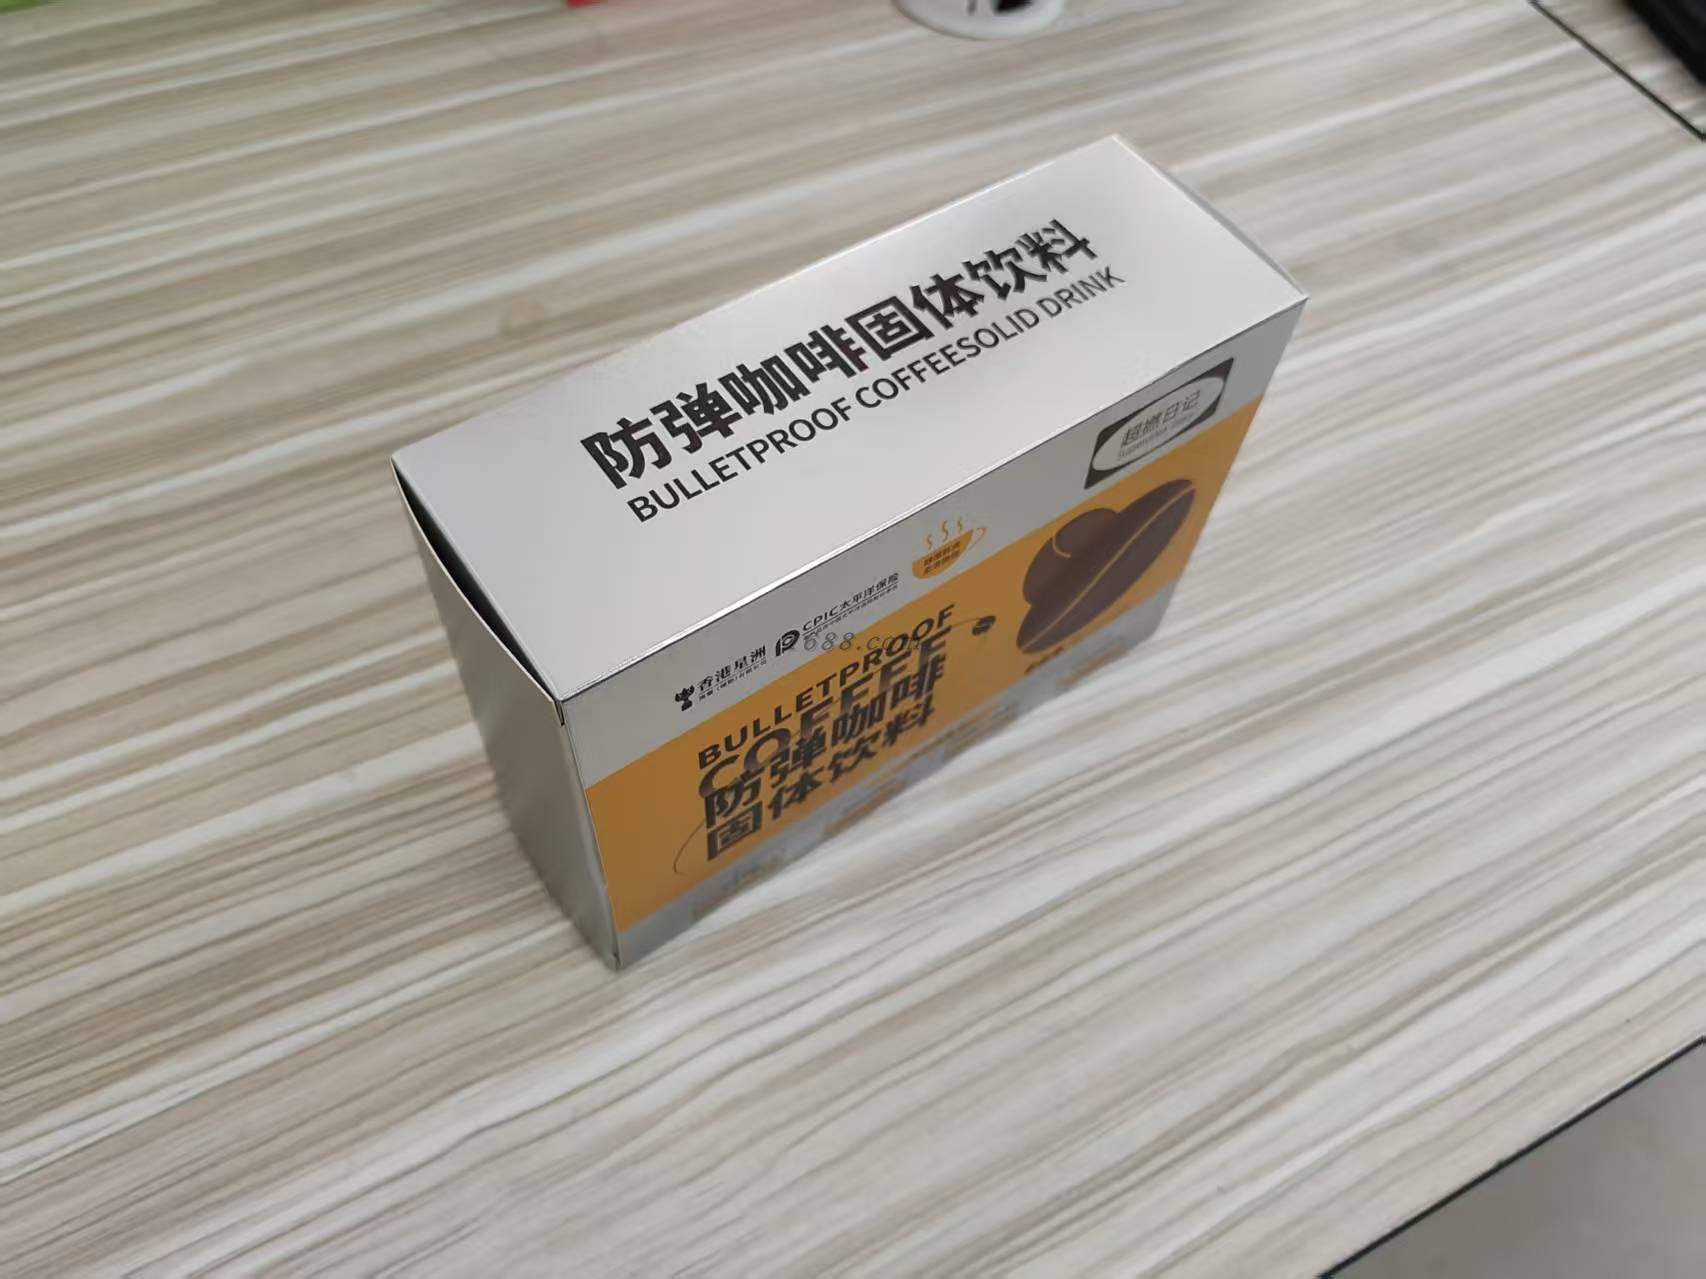 防弹咖啡固体饮料
BULLETPROOF COFFEESOLID DRINK
超燃日记
香港星洲
CPIC太平洋保险
1688.com
BULLETPROOF
COFFEE
防弹咖啡
固体饮料